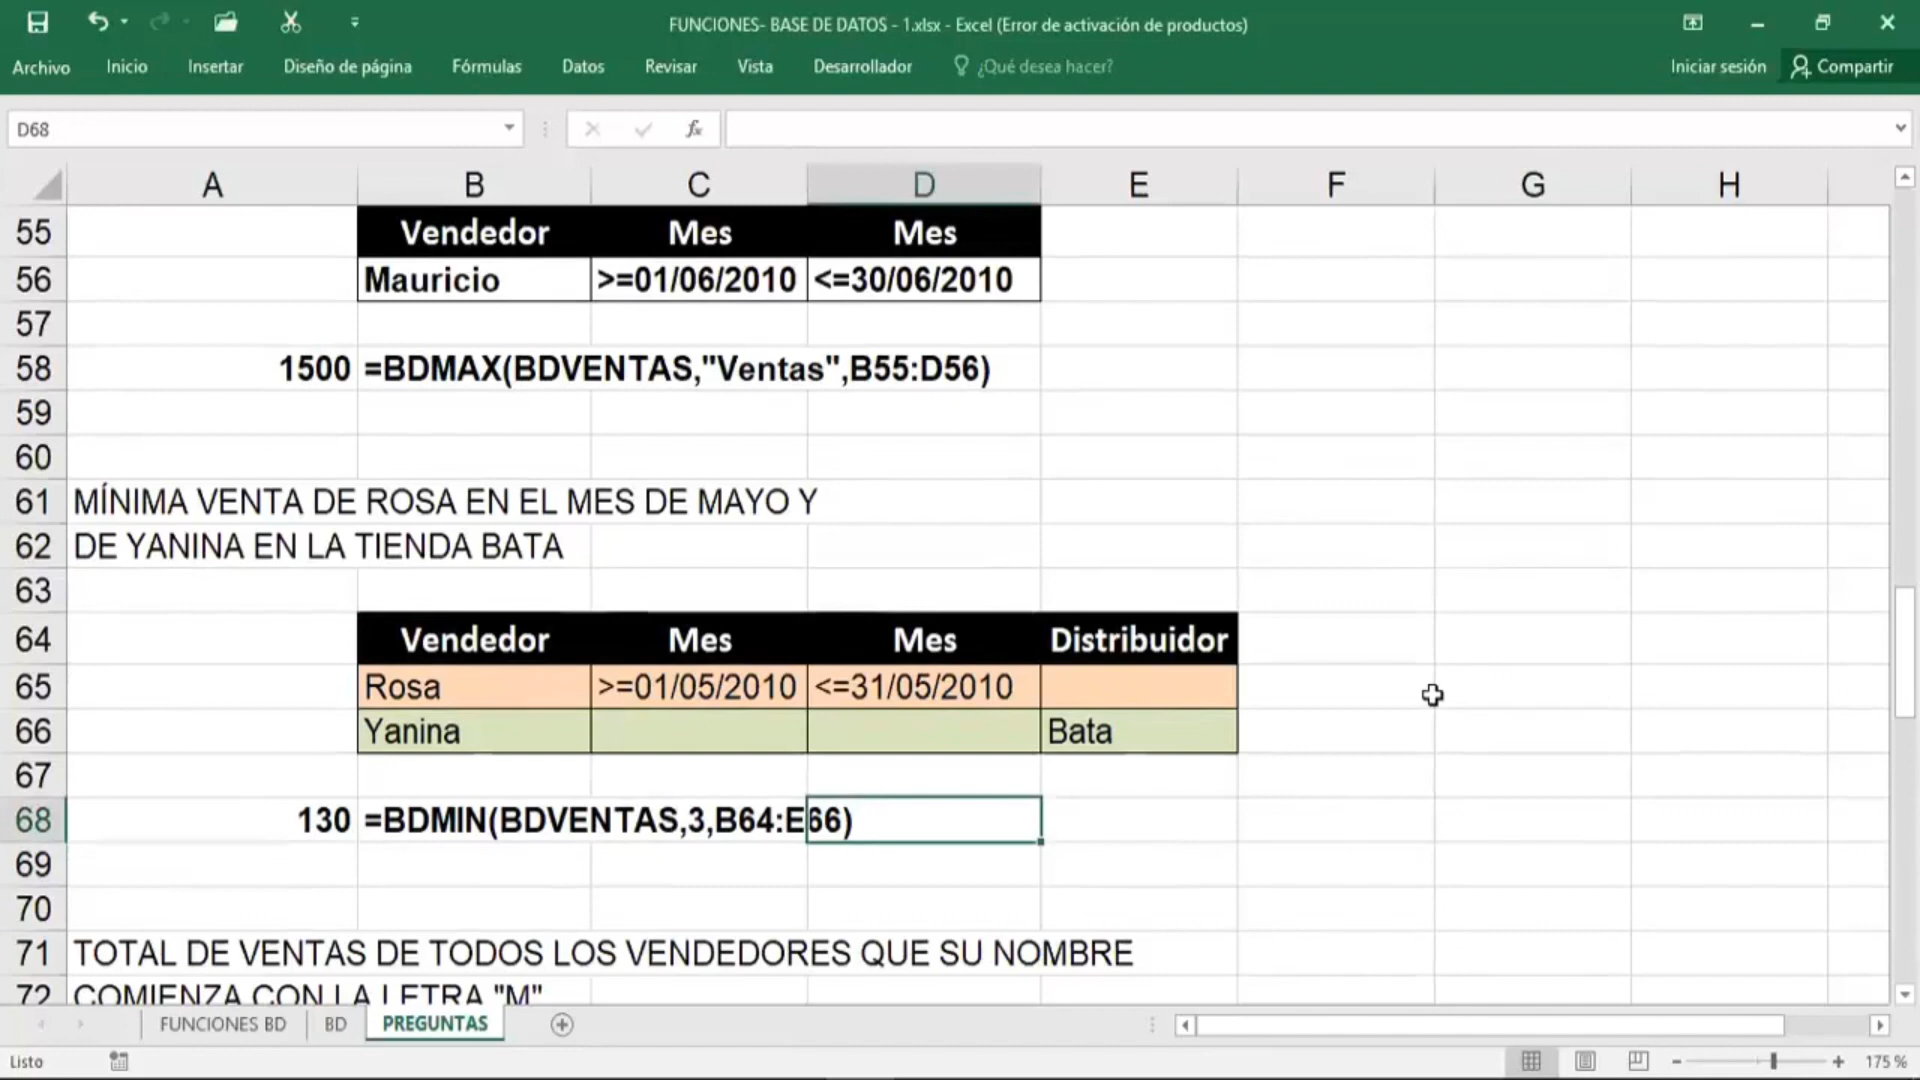 FUNCIONES- BASE DE DATOS - 1.xlsx - Excel (Error de activación de productos)
Archivo Inicio Insertar Diseño de página Fórmulas Datos Revisar Vista Desarrollador ¿Qué desea hacer? Iniciar sesión Compartir
D68 fx
A B C D E F G H
55 Vendedor Mes Mes
56 Mauricio >=01/06/2010 <=30/06/2010
57
58 1500 =BDMAX(BDVENTAS,"Ventas",B55:D56)
59
60
61 MÍNIMA VENTA DE ROSA EN EL MES DE MAYO Y
62 DE YANINA EN LA TIENDA BATA
63
64 Vendedor Mes Mes Distribuidor
65 Rosa >=01/05/2010 <=31/05/2010
66 Yanina Bata
67
68 130 =BDMIN(BDVENTAS,3,B64:E66)
69
70
71 TOTAL DE VENTAS DE TODOS LOS VENDEDORES QUE SU NOMBRE
72 COMIENZA CON LA LETRA "M"
FUNCIONES BD BD PREGUNTAS
Listo 175 %